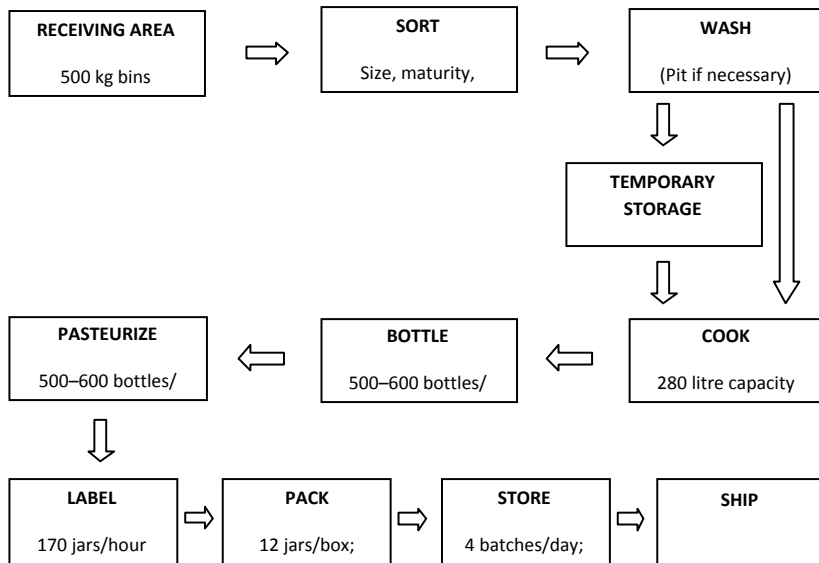 RECEIVING AREA
500 kg bins
SORT
Size, maturity,
WASH
(Pit if necessary)
TEMPORARY
STORAGE
COOK
280 litre capacity
BOTTLE
500–600 bottles/
PASTEURIZE
500–600 bottles/
LABEL
170 jars/hour
PACK
12 jars/box;
STORE
4 batches/day;
SHIP